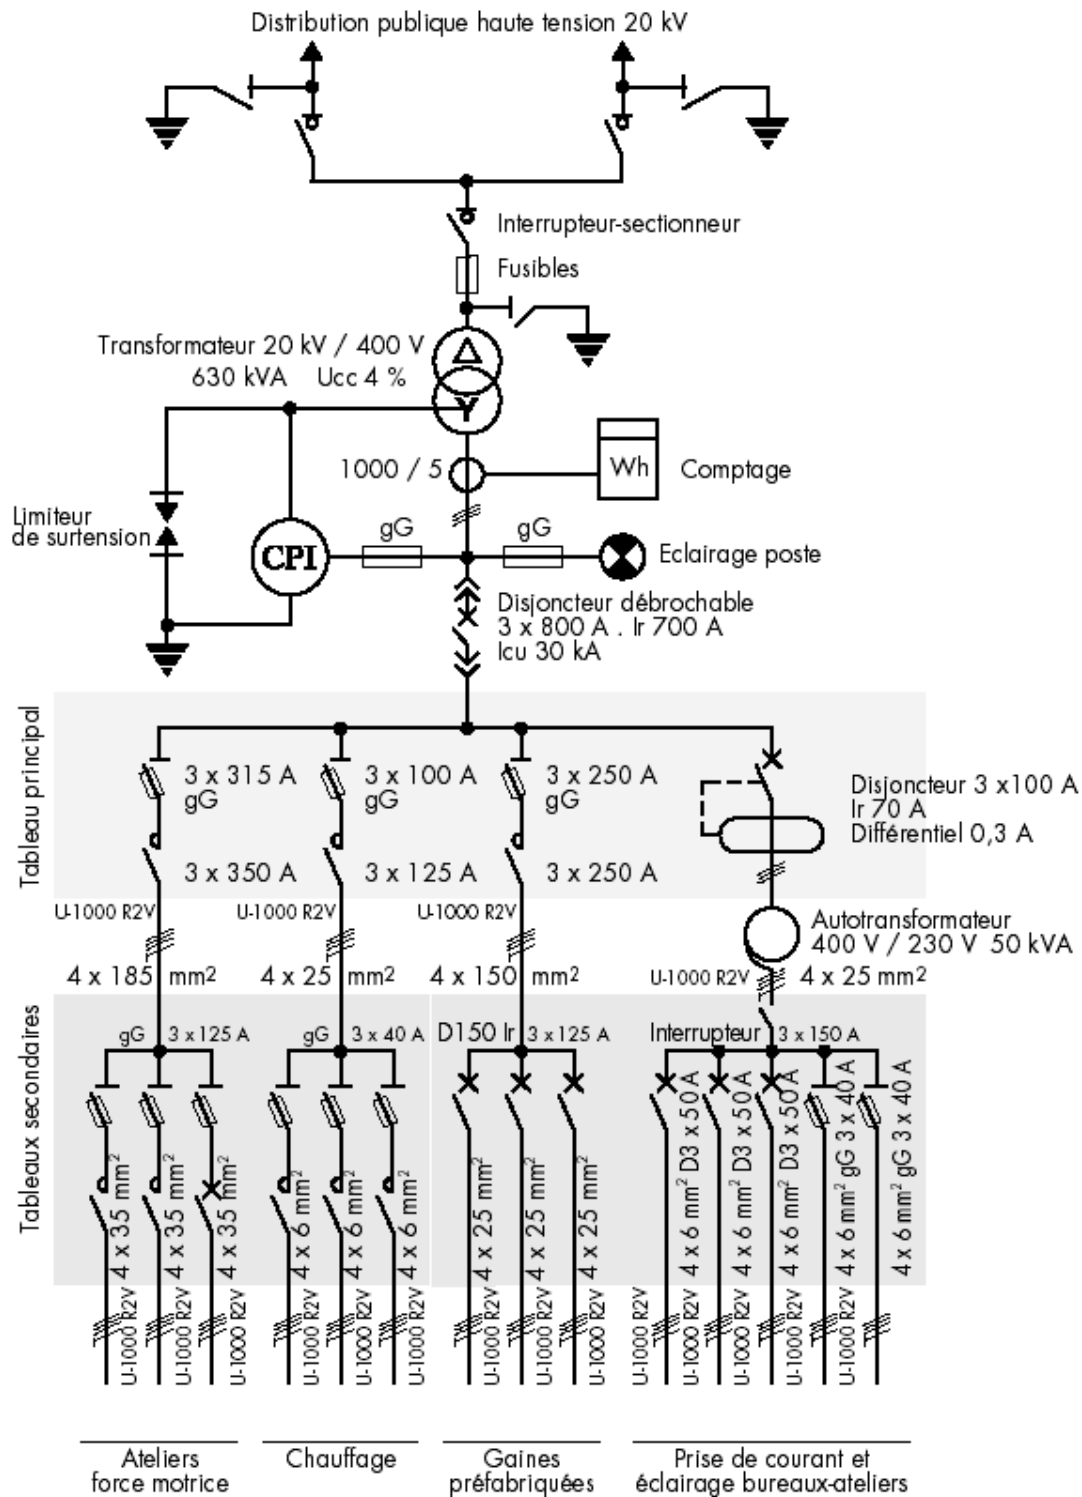 Distribution publique haute tension 20 kV
Interrupteur-sectionneur
Fusibles
Transformateur 20 kV / 400 V
630 kVA Ucc 4 %
Y
1000 / 5
Wh
Comptage
Limiteur
de surtension
CPI
gG
gG
Eclairage poste
Disjoncteur débrochable
3 x 800 A . Ir 700 A
Icu 30 kA
Tableau principal
3 x 315 A
gG
3 x 100 A
gG
3 x 250 A
gG
Disjoncteur 3 x100 A
Ir 70 A
Différentiel 0,3 A
3 x 350 A
3 x 125 A
3 x 250 A
U-1000 R2V
U-1000 R2V
U-1000 R2V
Autotransformateur
400 V / 230 V 50 kVA
4 x 185 mm²
4 x 25 mm²
4 x 150 mm²
U-1000 R2V
4 x 25 mm²
Tableaux secondaires
gG 3 x 125 A
gG 3 x 40 A
D150 Ir 3 x 125 A
Interrupteur 3 x 150 A
4 x 35 mm²
4 x 35 mm²
4 x 35 mm²
4 x 6 mm²
4 x 6 mm²
4 x 6 mm²
4 x 25 mm²
4 x 25 mm²
4 x 25 mm²
4 x 6 mm² D3 x 50 A
4 x 6 mm² D3 x 50 A
4 x 6 mm² D3 x 50 A
4 x 6 mm² gG 3 x 40 A
4 x 6 mm² gG 3 x 40 A
U-1000 R2V
U-1000 R2V
U-1000 R2V
U-1000 R2V
U-1000 R2V
U-1000 R2V
U-1000 R2V
U-1000 R2V
U-1000 R2V
U-1000 R2V
U-1000 R2V
U-1000 R2V
U-1000 R2V
Ateliers
force motrice
Chauffage
Gaines
préfabriquées
Prise de courant et
éclairage bureaux-ateliers